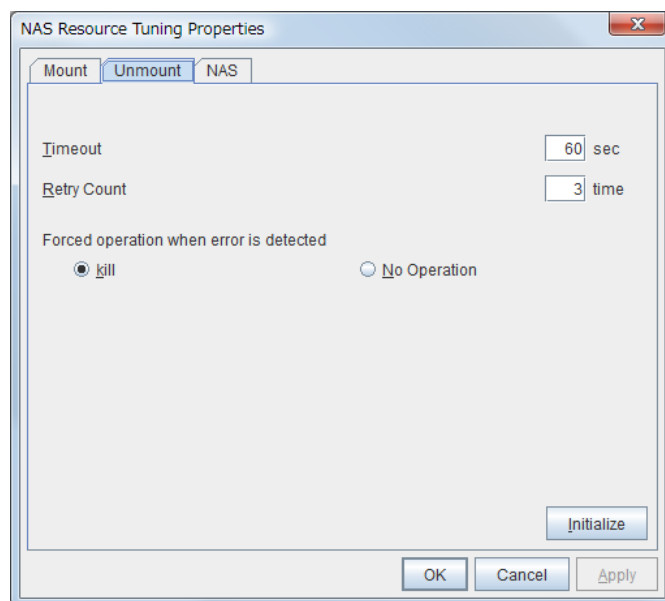 NAS Resource Tuning Properties
Mount Unmount NAS
Timeout 60 sec
Retry Count 3 time
Forced operation when error is detected
kill No Operation
Initialize
OK Cancel Apply